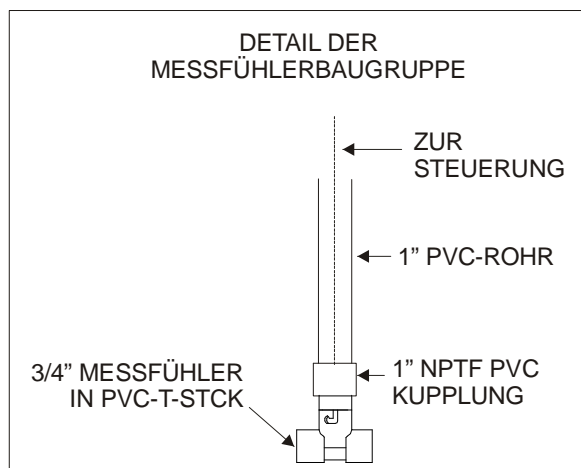 DETAIL DER
MESSFÜHLERBAUGRUPPE
ZUR
STEUERUNG
1” PVC-ROHR
3/4” MESSFÜHLER
IN PVC-T-STCK
1” NPTF PVC
KUPPLUNG